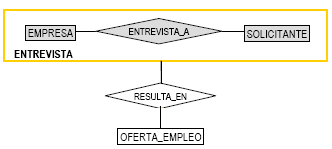 EMPRESA
ENTREVISTA_A
SOLICITANTE
ENTREVISTA
RESULTA_EN
OFERTA_EMPLEO